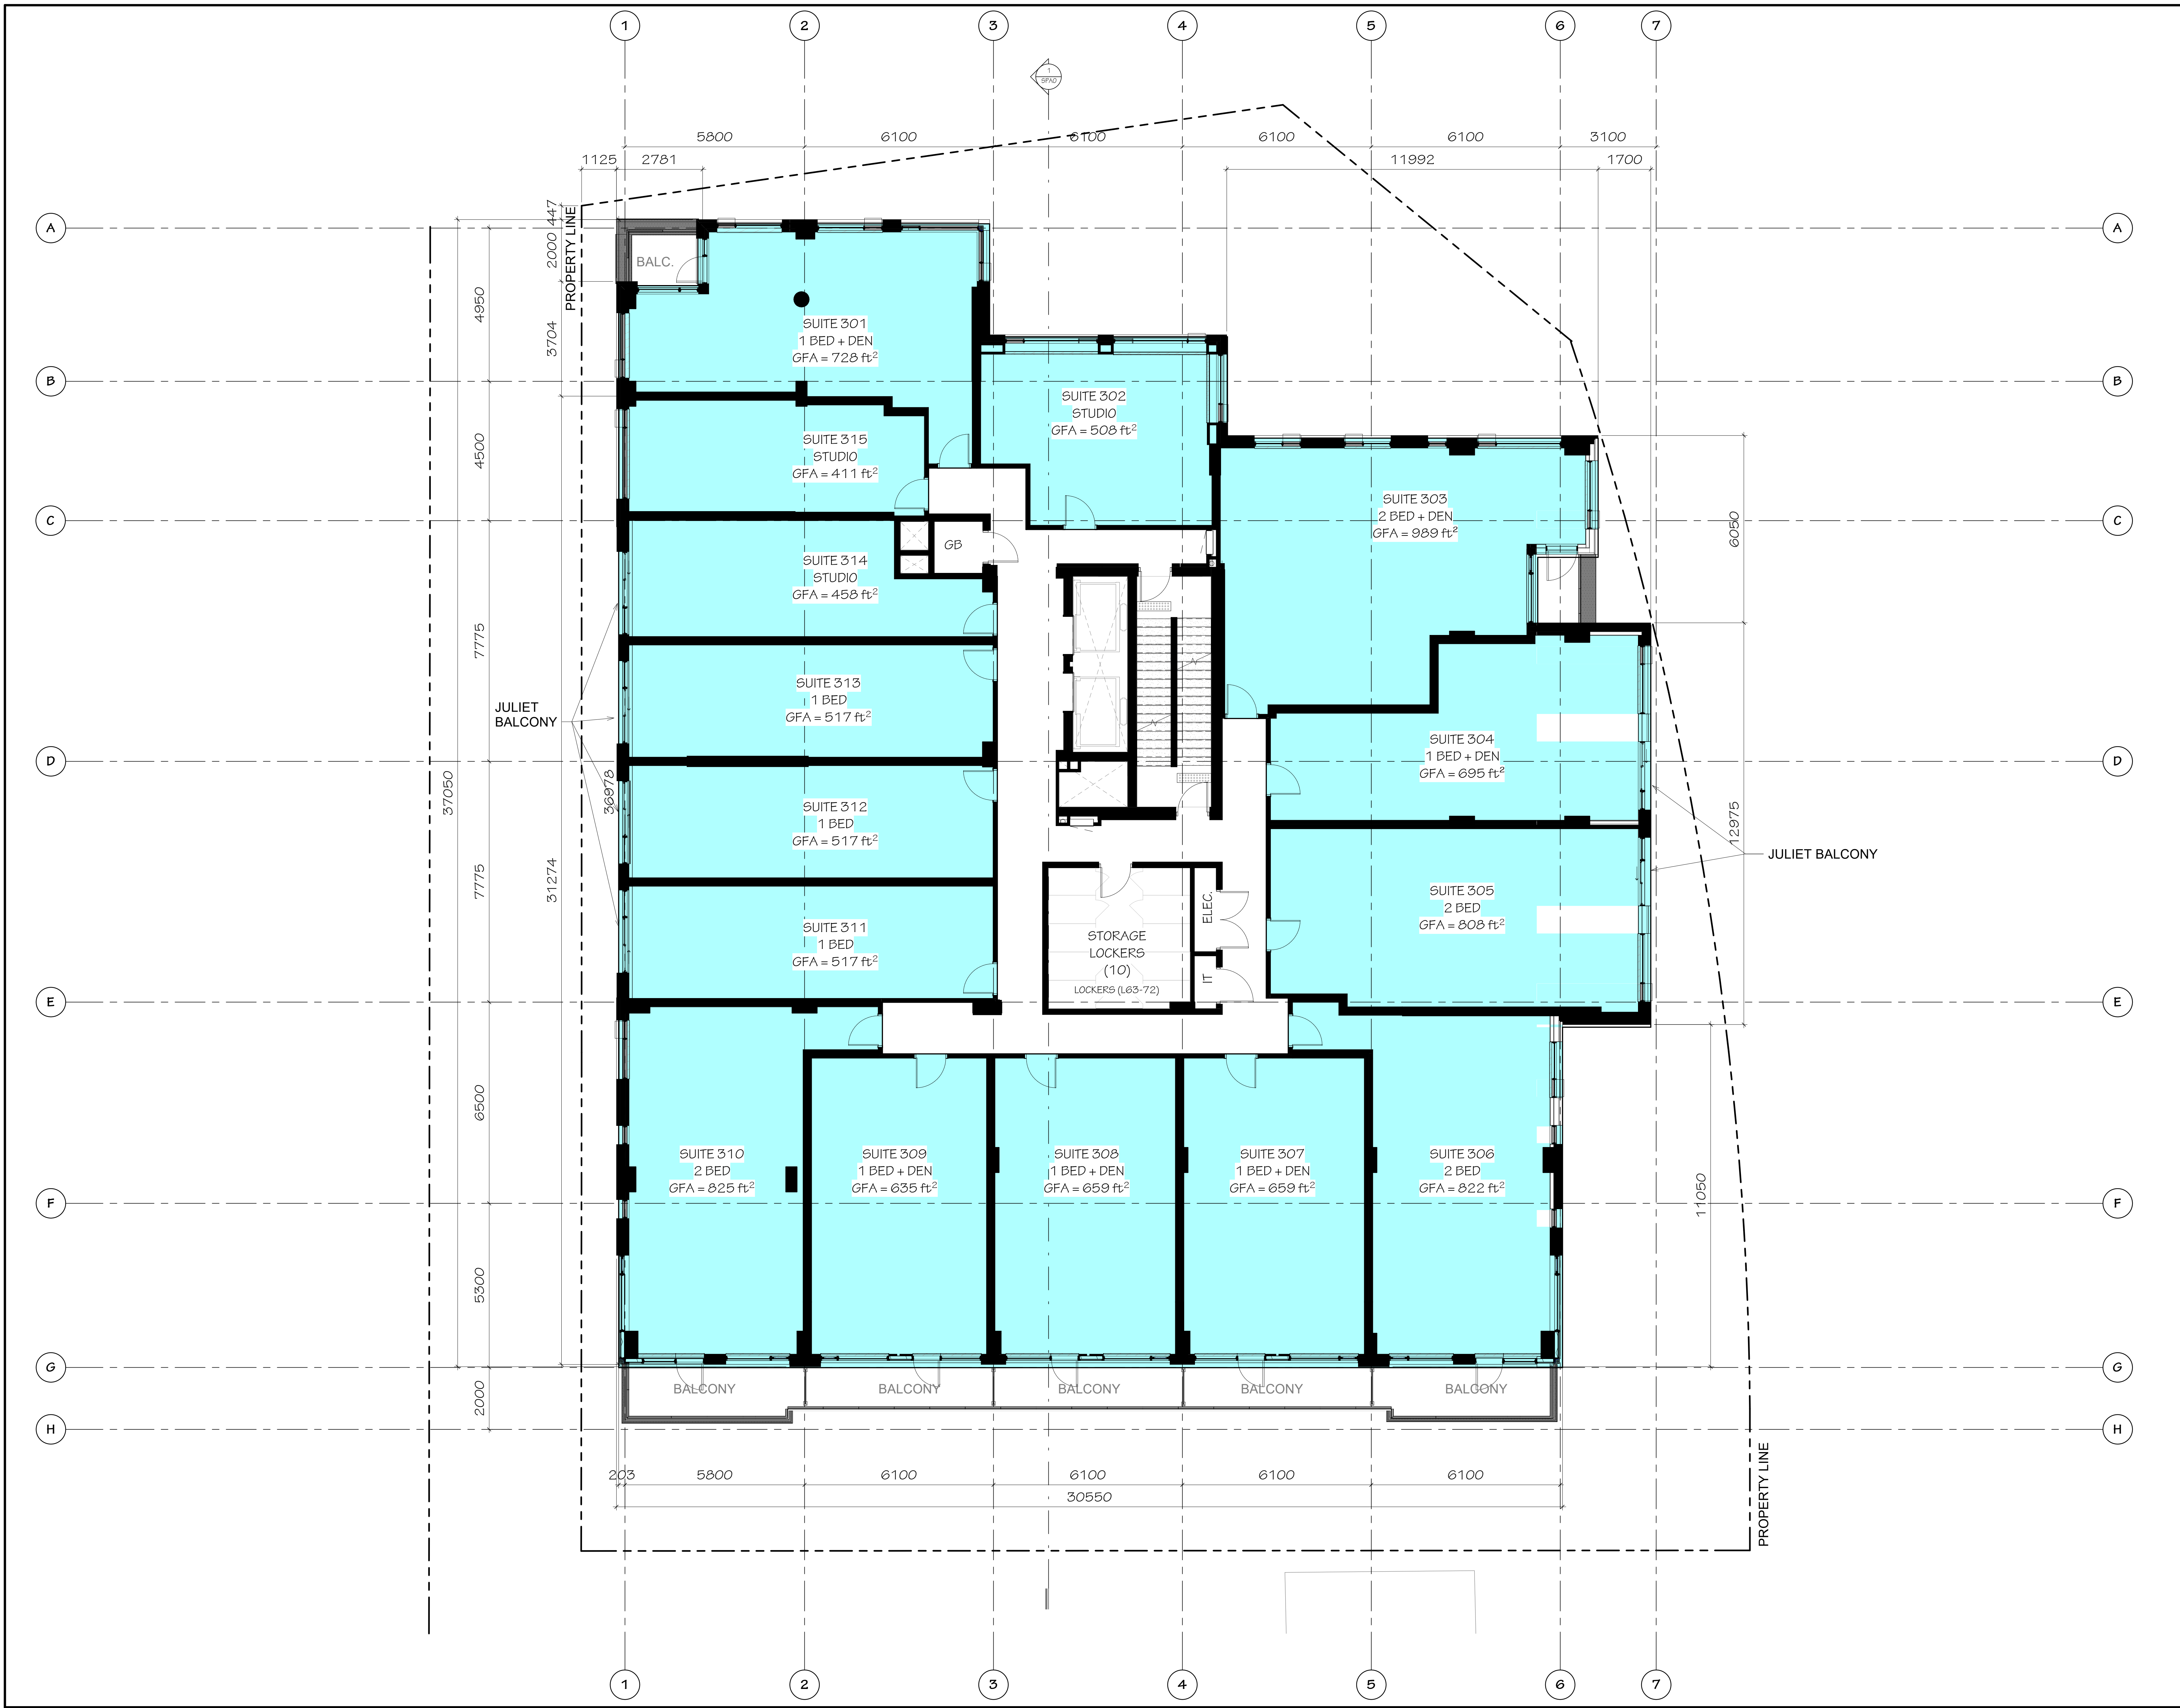 1 2 3 4 5 6 7
1
5800 6100 6100 6100 6100 3100
1125 2781 11992 1700
A
B
C
D
E
F
G
H
A
B
C
D
E
F
G
H
447
2000
3704
31274
36978
37050
4950
4500
7775
7775
6500
5300
2000
PROPERTY LINE
BALC.
SUITE 301
1 BED + DEN
GFA = 728 ft²
SUITE 302
STUDIO
GFA = 508 ft²
SUITE 315
STUDIO
GFA = 411 ft²
SUITE 303
2 BED + DEN
GFA = 989 ft²
GB
SUITE 314
STUDIO
GFA = 458 ft²
6050
SUITE 313
1 BED
GFA = 517 ft²
JULIET
BALCONY
SUITE 304
1 BED + DEN
GFA = 695 ft²
SUITE 312
1 BED
GFA = 517 ft²
12975
JULIET BALCONY
SUITE 305
2 BED
GFA = 808 ft²
SUITE 311
1 BED
GFA = 517 ft²
STORAGE
LOCKERS
(10)
LOCKERS (L63-72)
ELEC.
IT
SUITE 310
2 BED
GFA = 825 ft²
SUITE 309
1 BED + DEN
GFA = 635 ft²
SUITE 308
1 BED + DEN
GFA = 659 ft²
SUITE 307
1 BED + DEN
GFA = 659 ft²
SUITE 306
2 BED
GFA = 822 ft²
11050
BALCONY BALCONY BALCONY BALCONY BALCONY
PROPERTY LINE
203 5800 6100 6100 6100 6100
30550
1 2 3 4 5 6 7